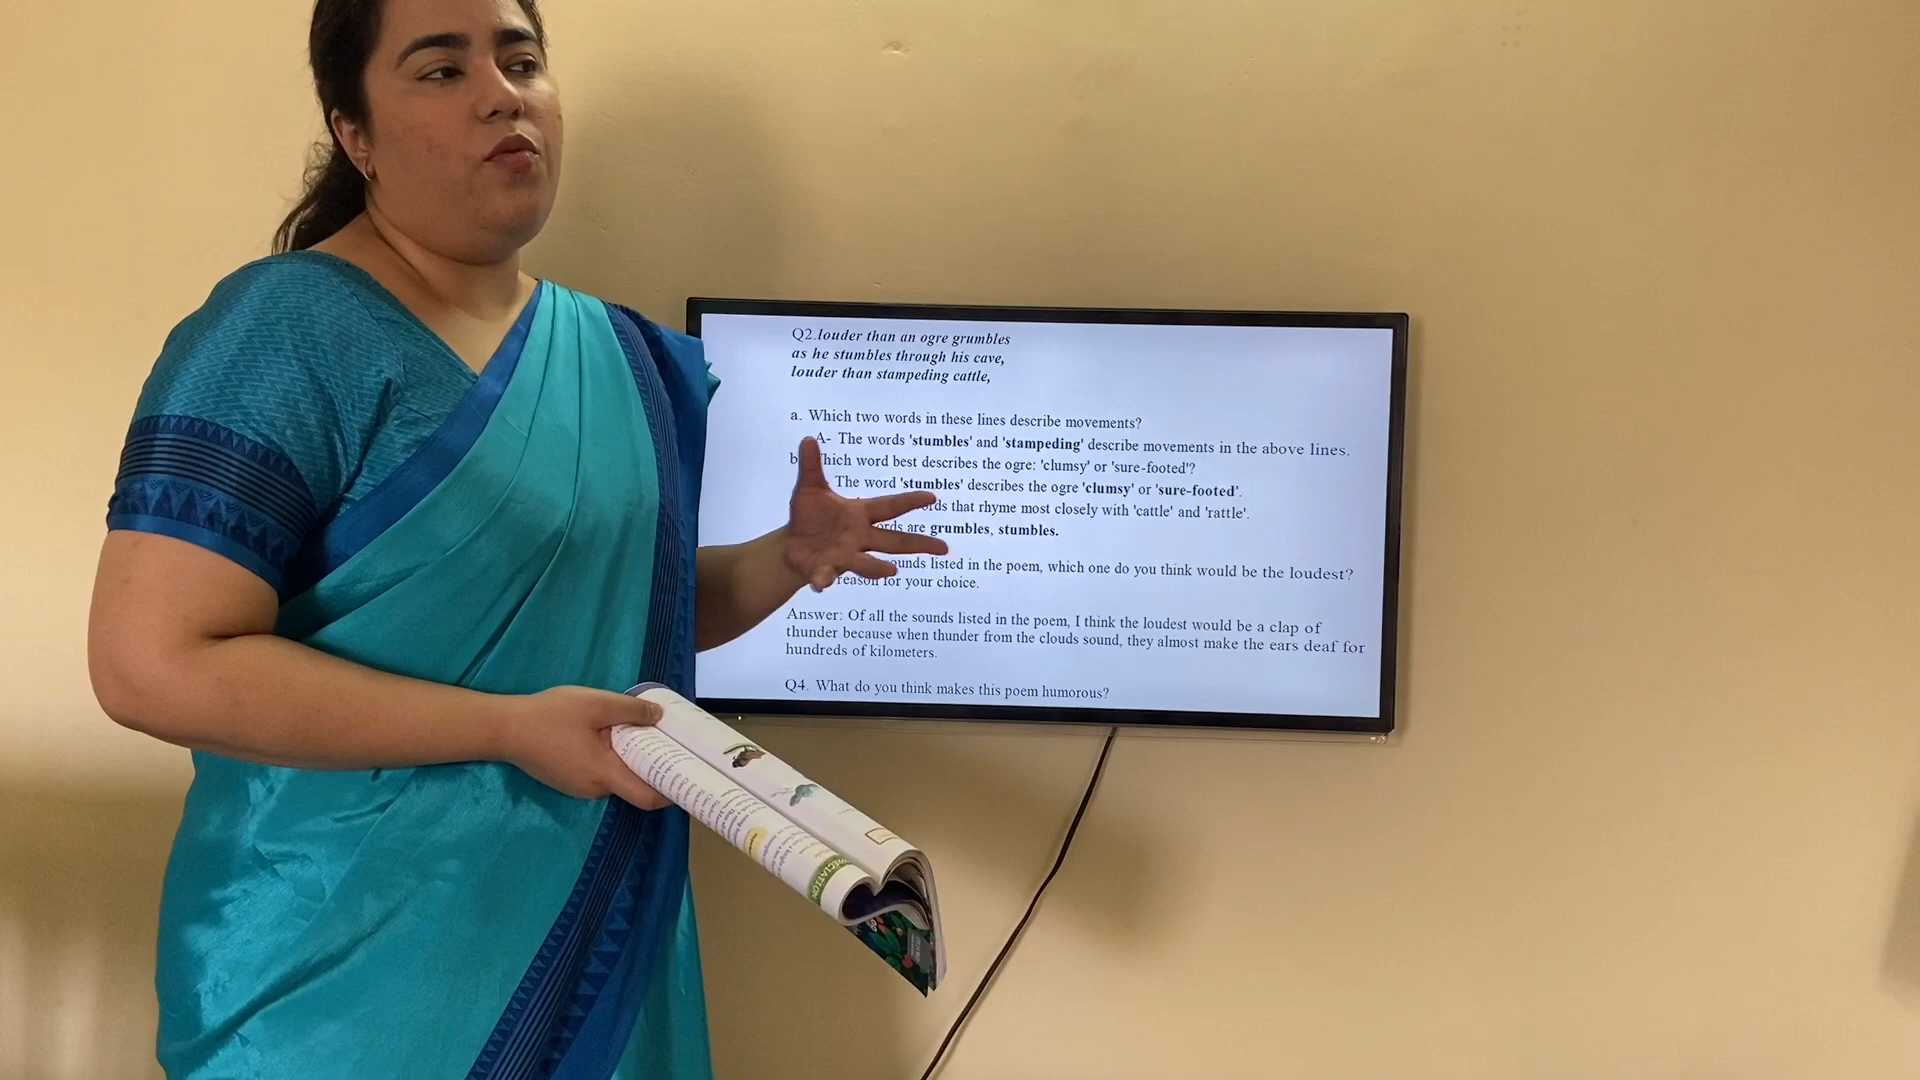 Q2.louder than an ogre grumbles
as he stumbles through his cave,
louder than stampeding cattle,
a. Which two words in these lines describe movements?
A- The words 'stumbles' and 'stampeding' describe movements in the above lines.
b hich word best describes the ogre: 'clumsy' or 'sure-footed'?
The word 'stumbles' describes the ogre 'clumsy' or 'sure-footed'.
rds that rhyme most closely with 'cattle' and 'rattle'.
rds are grumbles, stumbles.
ounds listed in the poem, which one do you think would be the loudest?
reason for your choice.
Answer: Of all the sounds listed in the poem, I think the loudest would be a clap of
thunder because when thunder from the clouds sound, they almost make the ears deaf for
hundreds of kilometers.
Q4. What do you think makes this poem humorous?